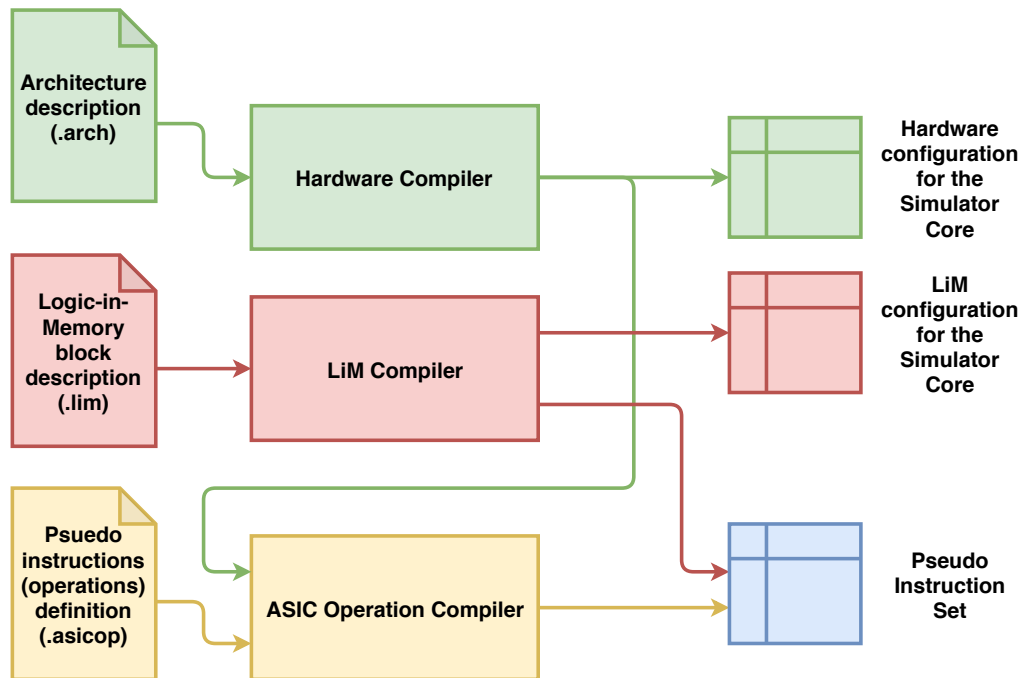 Architecture
description
(.arch)
Hardware Compiler
Hardware
configuration
for the
Simulator
Core
Logic-in-
Memory
block
description
(.lim)
LiM Compiler
LiM
configuration
for the
Simulator
Core
Psuedo
instructions
(operations)
definition
(.asicop)
ASIC Operation Compiler
Pseudo
Instruction
Set